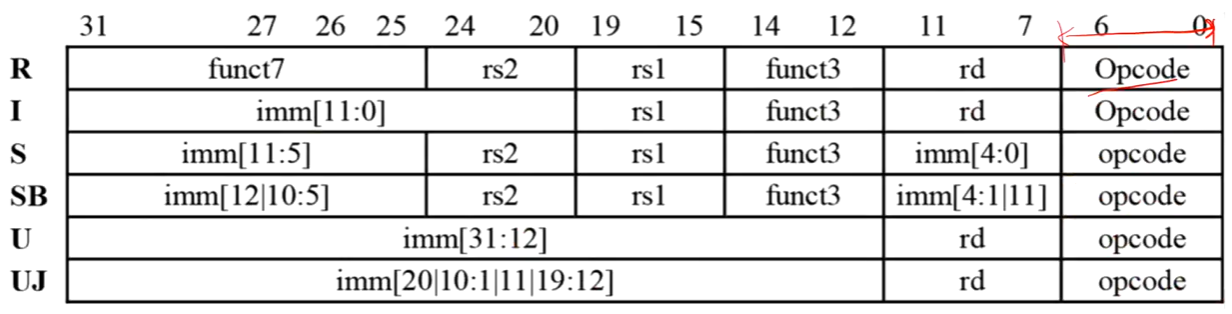 31 27 26 25 24 20 19 15 14 12 11 7 6 0
R funct7 rs2 rs1 funct3 rd Opcode
I imm[11:0] rs1 funct3 rd Opcode
S imm[11:5] rs2 rs1 funct3 imm[4:0] opcode
SB imm[12|10:5] rs2 rs1 funct3 imm[4:1|11] opcode
U imm[31:12] rd opcode
UJ imm[20|10:1|11|19:12] rd opcode